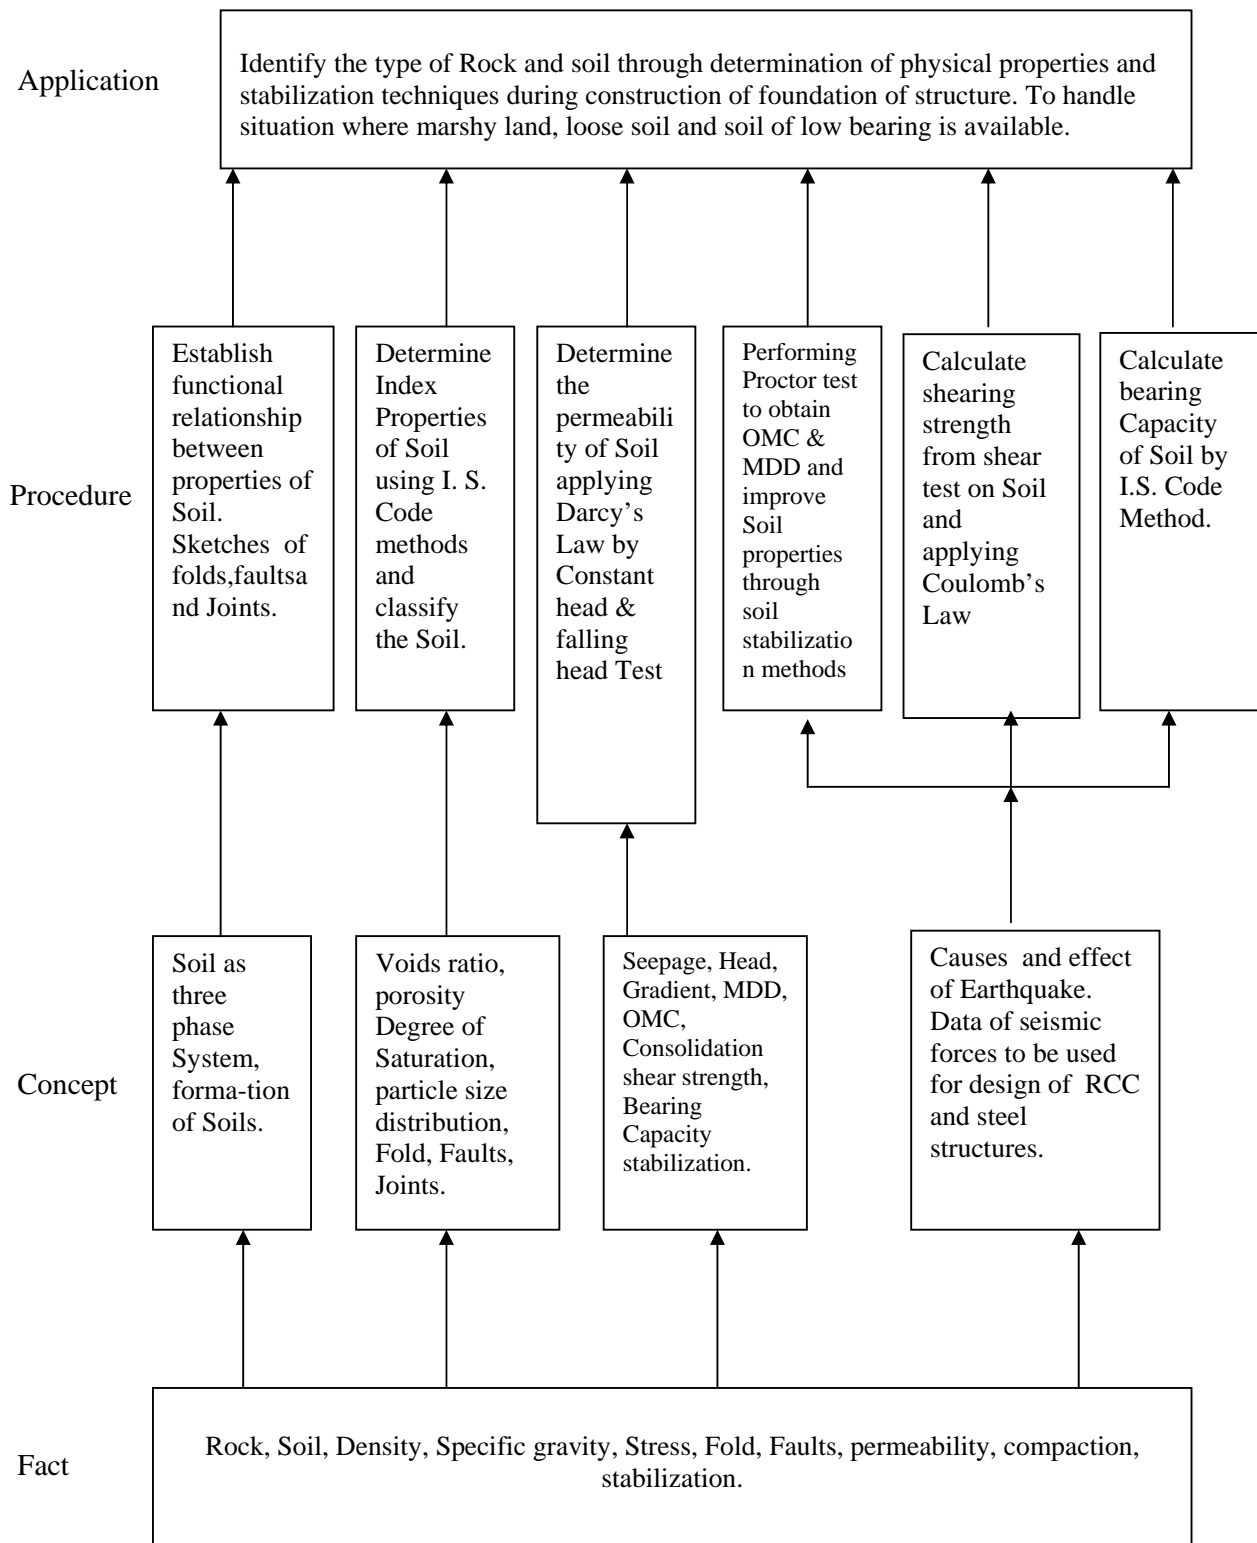 Application
Identify the type of Rock and soil through determination of physical properties and
stabilization techniques during construction of foundation of structure. To handle
situation where marshy land, loose soil and soil of low bearing is available.
Procedure
Establish
functional
relationship
between
properties of
Soil.
Sketches of
folds,faultsa
nd Joints.
Determine
Index
Properties
of Soil
using I. S.
Code
methods
and
classify
the Soil.
Determine
the
permeabili
ty of Soil
applying
Darcy’s
Law by
Constant
head &
falling
head Test
Performing
Proctor test
to obtain
OMC &
MDD and
improve
Soil
properties
through
soil
stabilizatio
n methods
Calculate
shearing
strength
from shear
test on Soil
and
applying
Coulomb’s
Law
Calculate
bearing
Capacity
of Soil by
I.S. Code
Method.
Concept
Soil as
three
phase
System,
forma-tion
of Soils.
Voids ratio,
porosity
Degree of
Saturation,
particle size
distribution,
Fold, Faults,
Joints.
Seepage, Head,
Gradient, MDD,
OMC,
Consolidation
shear strength,
Bearing
Capacity
stabilization.
Causes and effect
of Earthquake.
Data of seismic
forces to be used
for design of RCC
and steel
structures.
Fact
Rock, Soil, Density, Specific gravity, Stress, Fold, Faults, permeability, compaction,
stabilization.